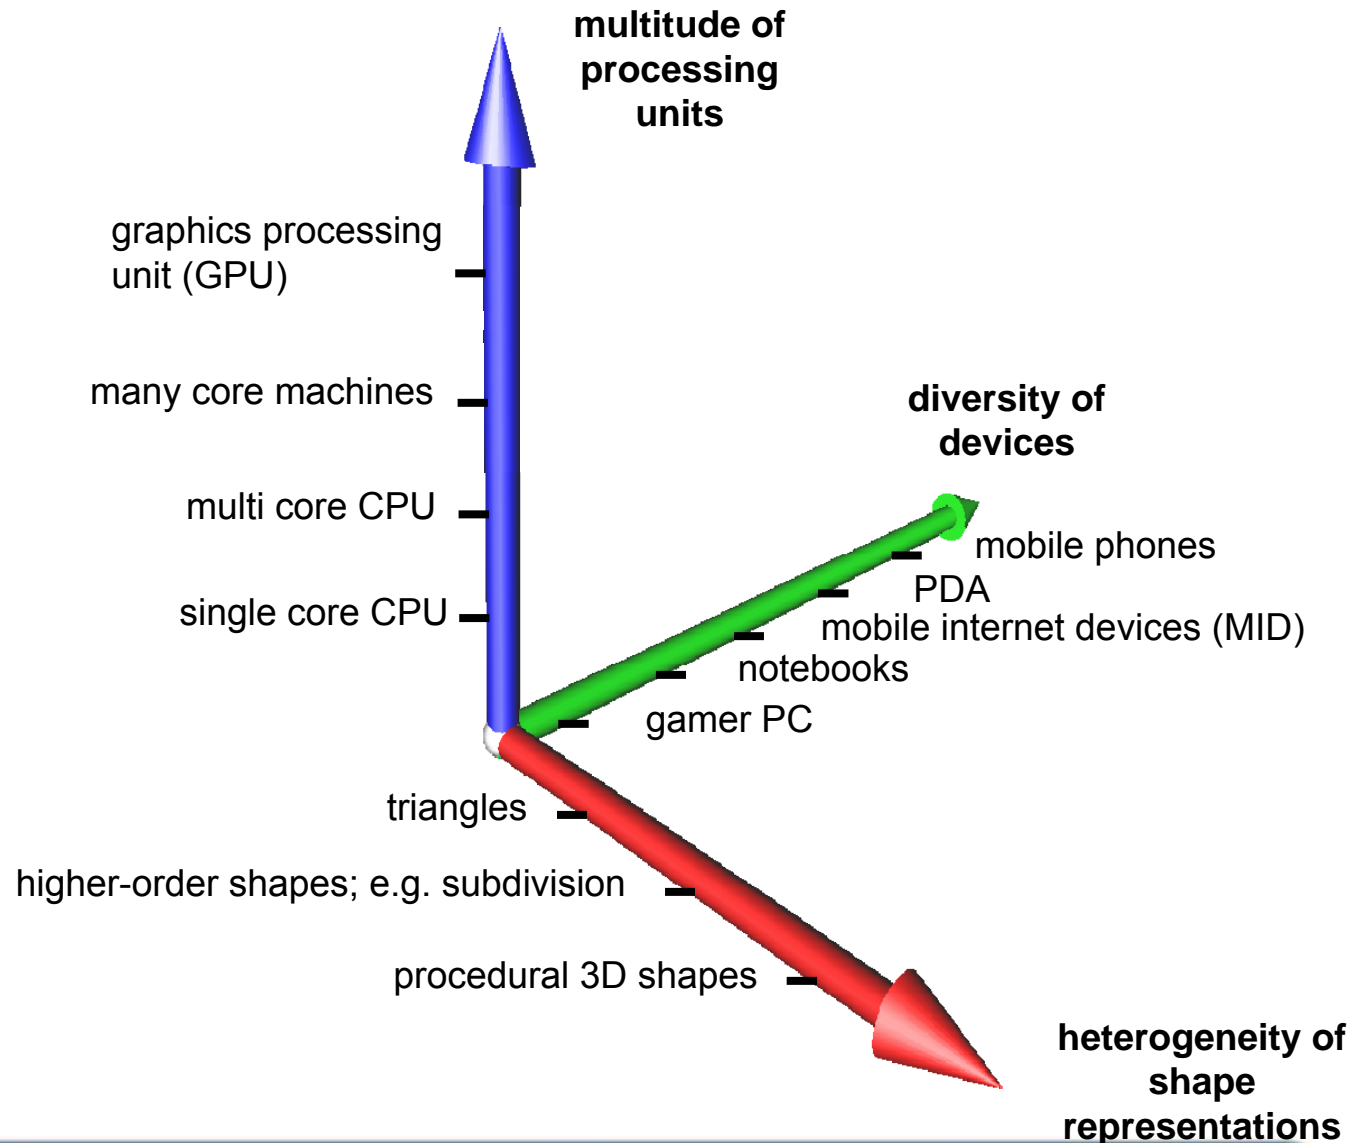 multitude of
processing
units
graphics processing
unit (GPU)
many core machines
multi core CPU
single core CPU
diversity of
devices
mobile phones
PDA
mobile internet devices (MID)
notebooks
gamer PC
triangles
higher-order shapes; e.g. subdivision
procedural 3D shapes
heterogeneity of
shape
representations